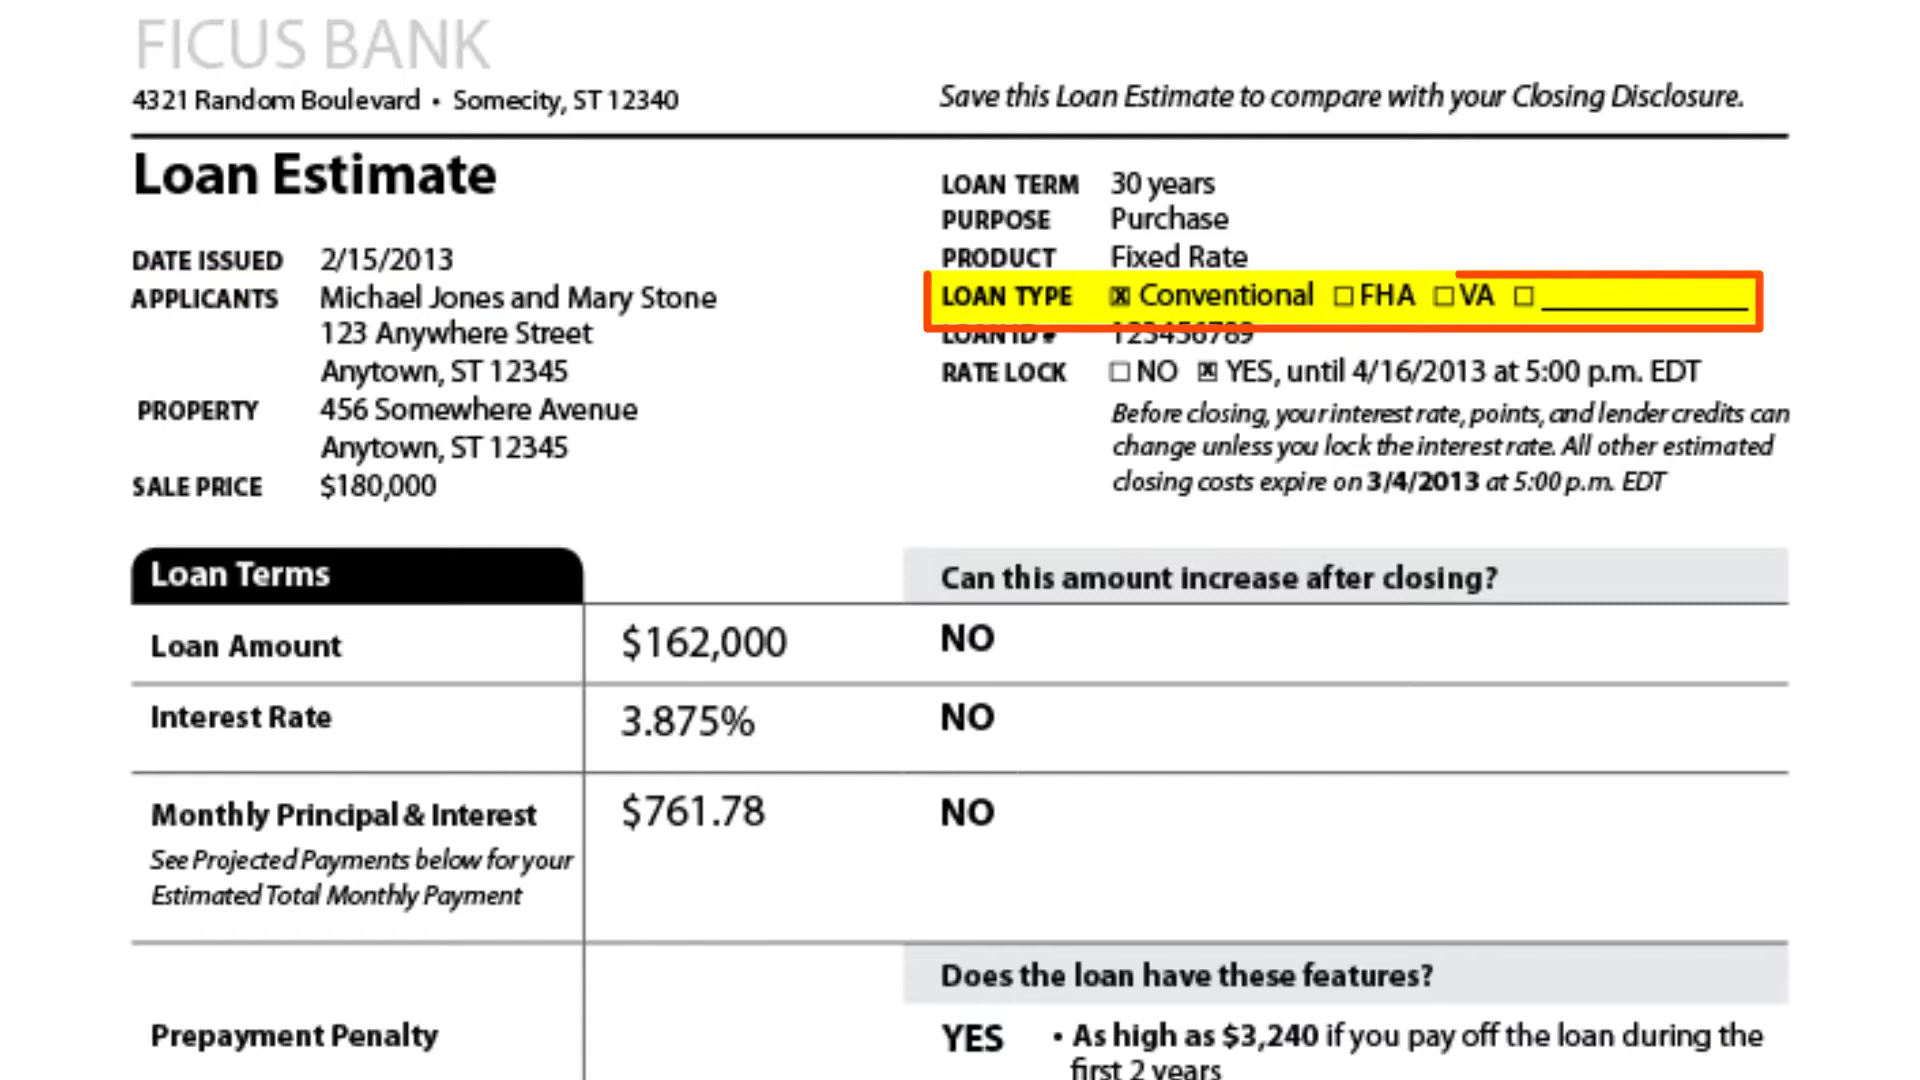 FICUS BANK
4321 Random Boulevard • Somecity, ST 12340
Save this Loan Estimate to compare with your Closing Disclosure.
Loan Estimate
DATE ISSUED 2/15/2013
APPLICANTS Michael Jones and Mary Stone
123 Anywhere Street
Anytown, ST 12345
PROPERTY 456 Somewhere Avenue
Anytown, ST 12345
SALE PRICE $180,000
LOAN TERM 30 years
PURPOSE Purchase
PRODUCT Fixed Rate
LOAN TYPE ☒ Conventional ☐ FHA ☐ VA ☐ ____________
LOAN ID # 123456789
RATE LOCK ☐ NO ☒ YES, until 4/16/2013 at 5:00 p.m. EDT
Before closing, your interest rate, points, and lender credits can
change unless you lock the interest rate. All other estimated
closing costs expire on 3/4/2013 at 5:00 p.m. EDT
Loan Terms
Can this amount increase after closing?
Loan Amount $162,000 NO
Interest Rate 3.875% NO
Monthly Principal & Interest $761.78 NO
See Projected Payments below for your
Estimated Total Monthly Payment
Does the loan have these features?
Prepayment Penalty YES • As high as $3,240 if you pay off the loan during the
first 2 years